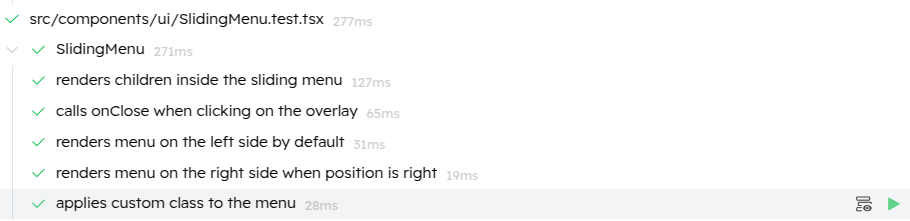 src/components/ui/SlidingMenu.test.tsx 277ms
SlidingMenu 271ms
renders children inside the sliding menu 127ms
calls onClose when clicking on the overlay 65ms
renders menu on the left side by default 31ms
renders menu on the right side when position is right 19ms
applies custom class to the menu 28ms